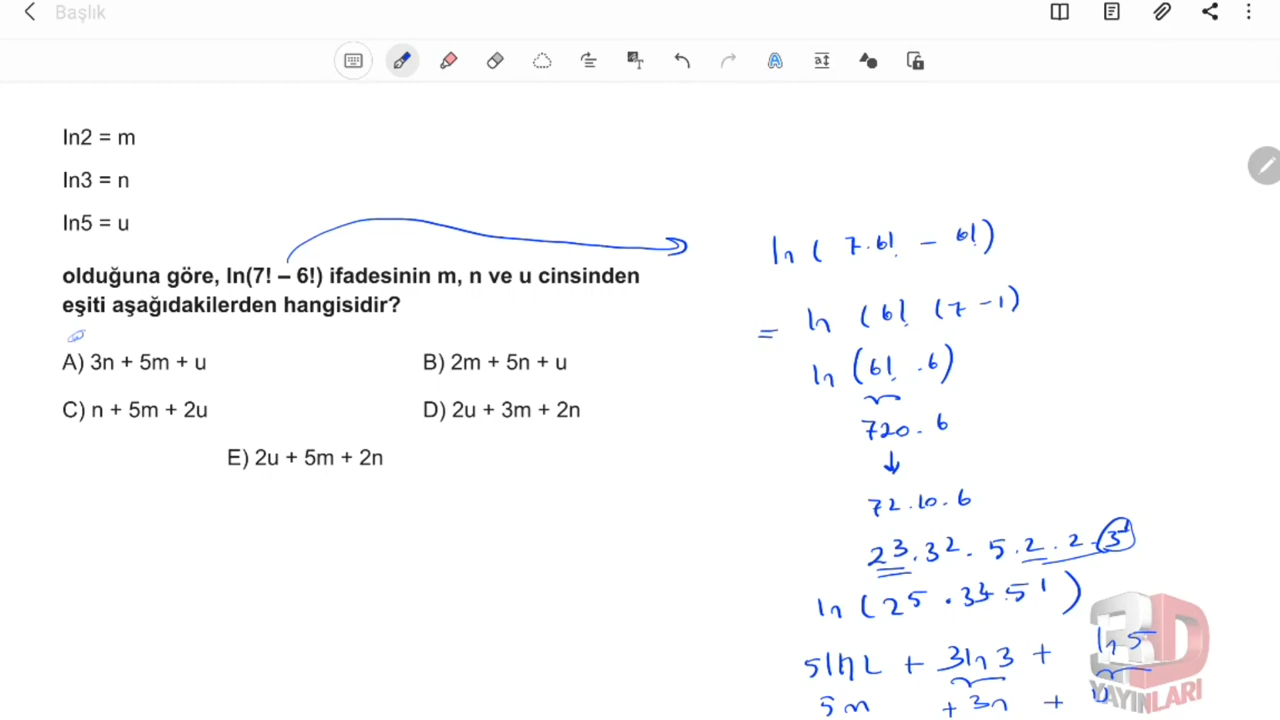 Başlık
ln2 = m
ln3 = n
ln5 = u
olduğuna göre, ln(7! – 6!) ifadesinin m, n ve u cinsinden
eşiti aşağıdakilerden hangisidir?
A) 3n + 5m + u
B) 2m + 5n + u
C) n + 5m + 2u
D) 2u + 3m + 2n
E) 2u + 5m + 2n
ln ( 7.6! – 6!)
= ln (6! (7 –1)
ln (6! .6)
720. 6
72.10.6
2³.3². 5.2.2.3¹
ln (2⁵ . 3³ . 5¹)
5ln2 + 3ln3 + ln5
5m + 3n + u
3D
YAYINLARI